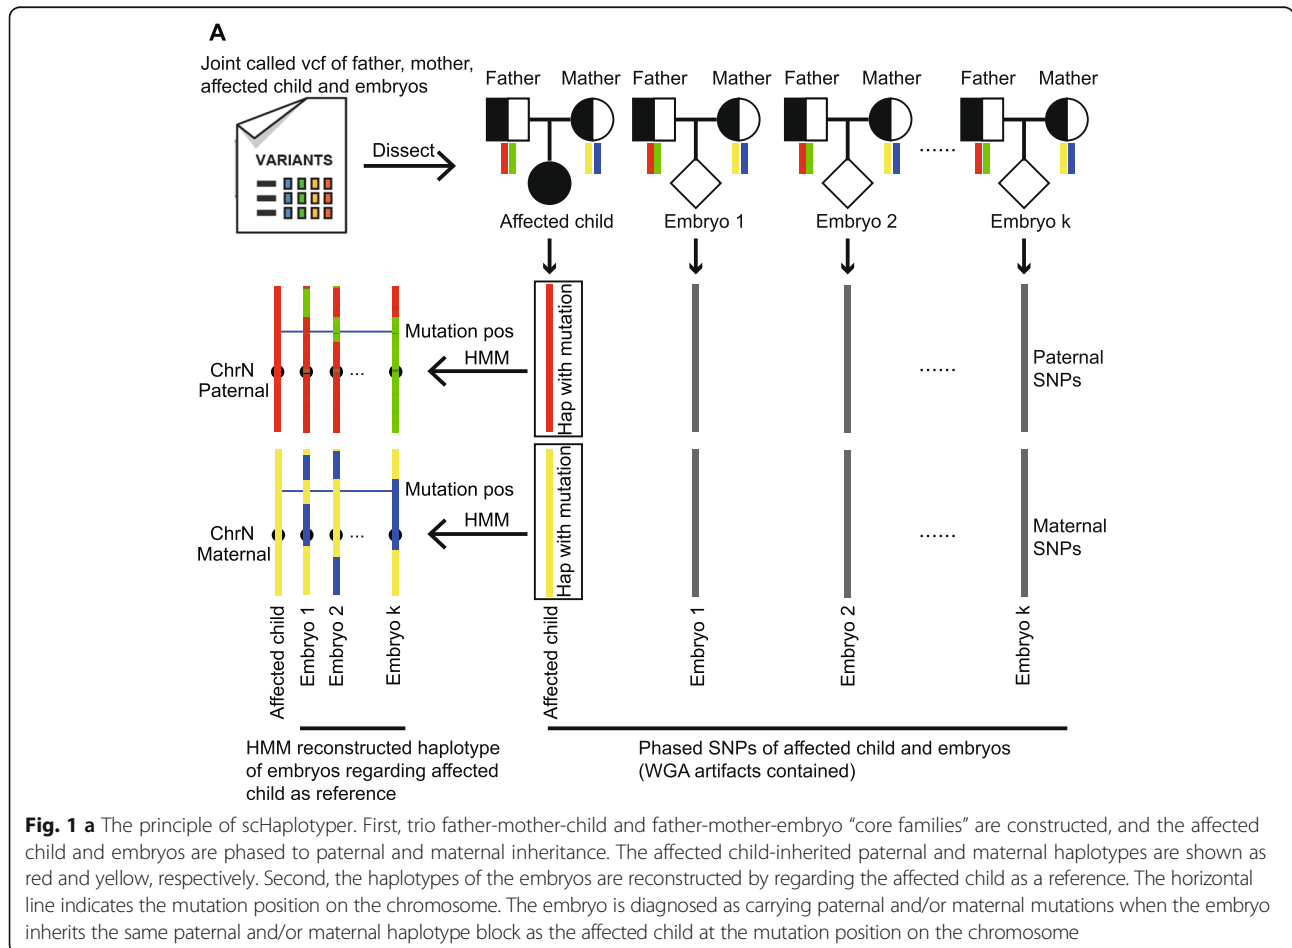 A
Joint called vcf of father, mother,
affected child and embryos
VARIANTS
Dissect
Father Mather Father Mother Father Mother Father Mather
......
Affected child Embryo 1 Embryo 2 Embryo k
Mutation pos
HMM
ChrN
Paternal
...
Hap with mutation
......
Paternal
SNPs
Mutation pos
HMM
ChrN
Maternal
...
Hap with mutation
......
Maternal
SNPs
Affected child
Embryo 1
Embryo 2
Embryo k
Affected child
Embryo 1
Embryo 2
Embryo k
HMM reconstructed haplotype
of embryos regarding affected
child as reference
Phased SNPs of affected child and embryos
(WGA artifacts contained)
Fig. 1 a The principle of scHaplotyper. First, trio father-mother-child and father-mother-embryo “core families” are constructed, and the affected
child and embryos are phased to paternal and maternal inheritance. The affected child-inherited paternal and maternal haplotypes are shown as
red and yellow, respectively. Second, the haplotypes of the embryos are reconstructed by regarding the affected child as a reference. The horizontal
line indicates the mutation position on the chromosome. The embryo is diagnosed as carrying paternal and/or maternal mutations when the embryo
inherits the same paternal and/or maternal haplotype block as the affected child at the mutation position on the chromosome